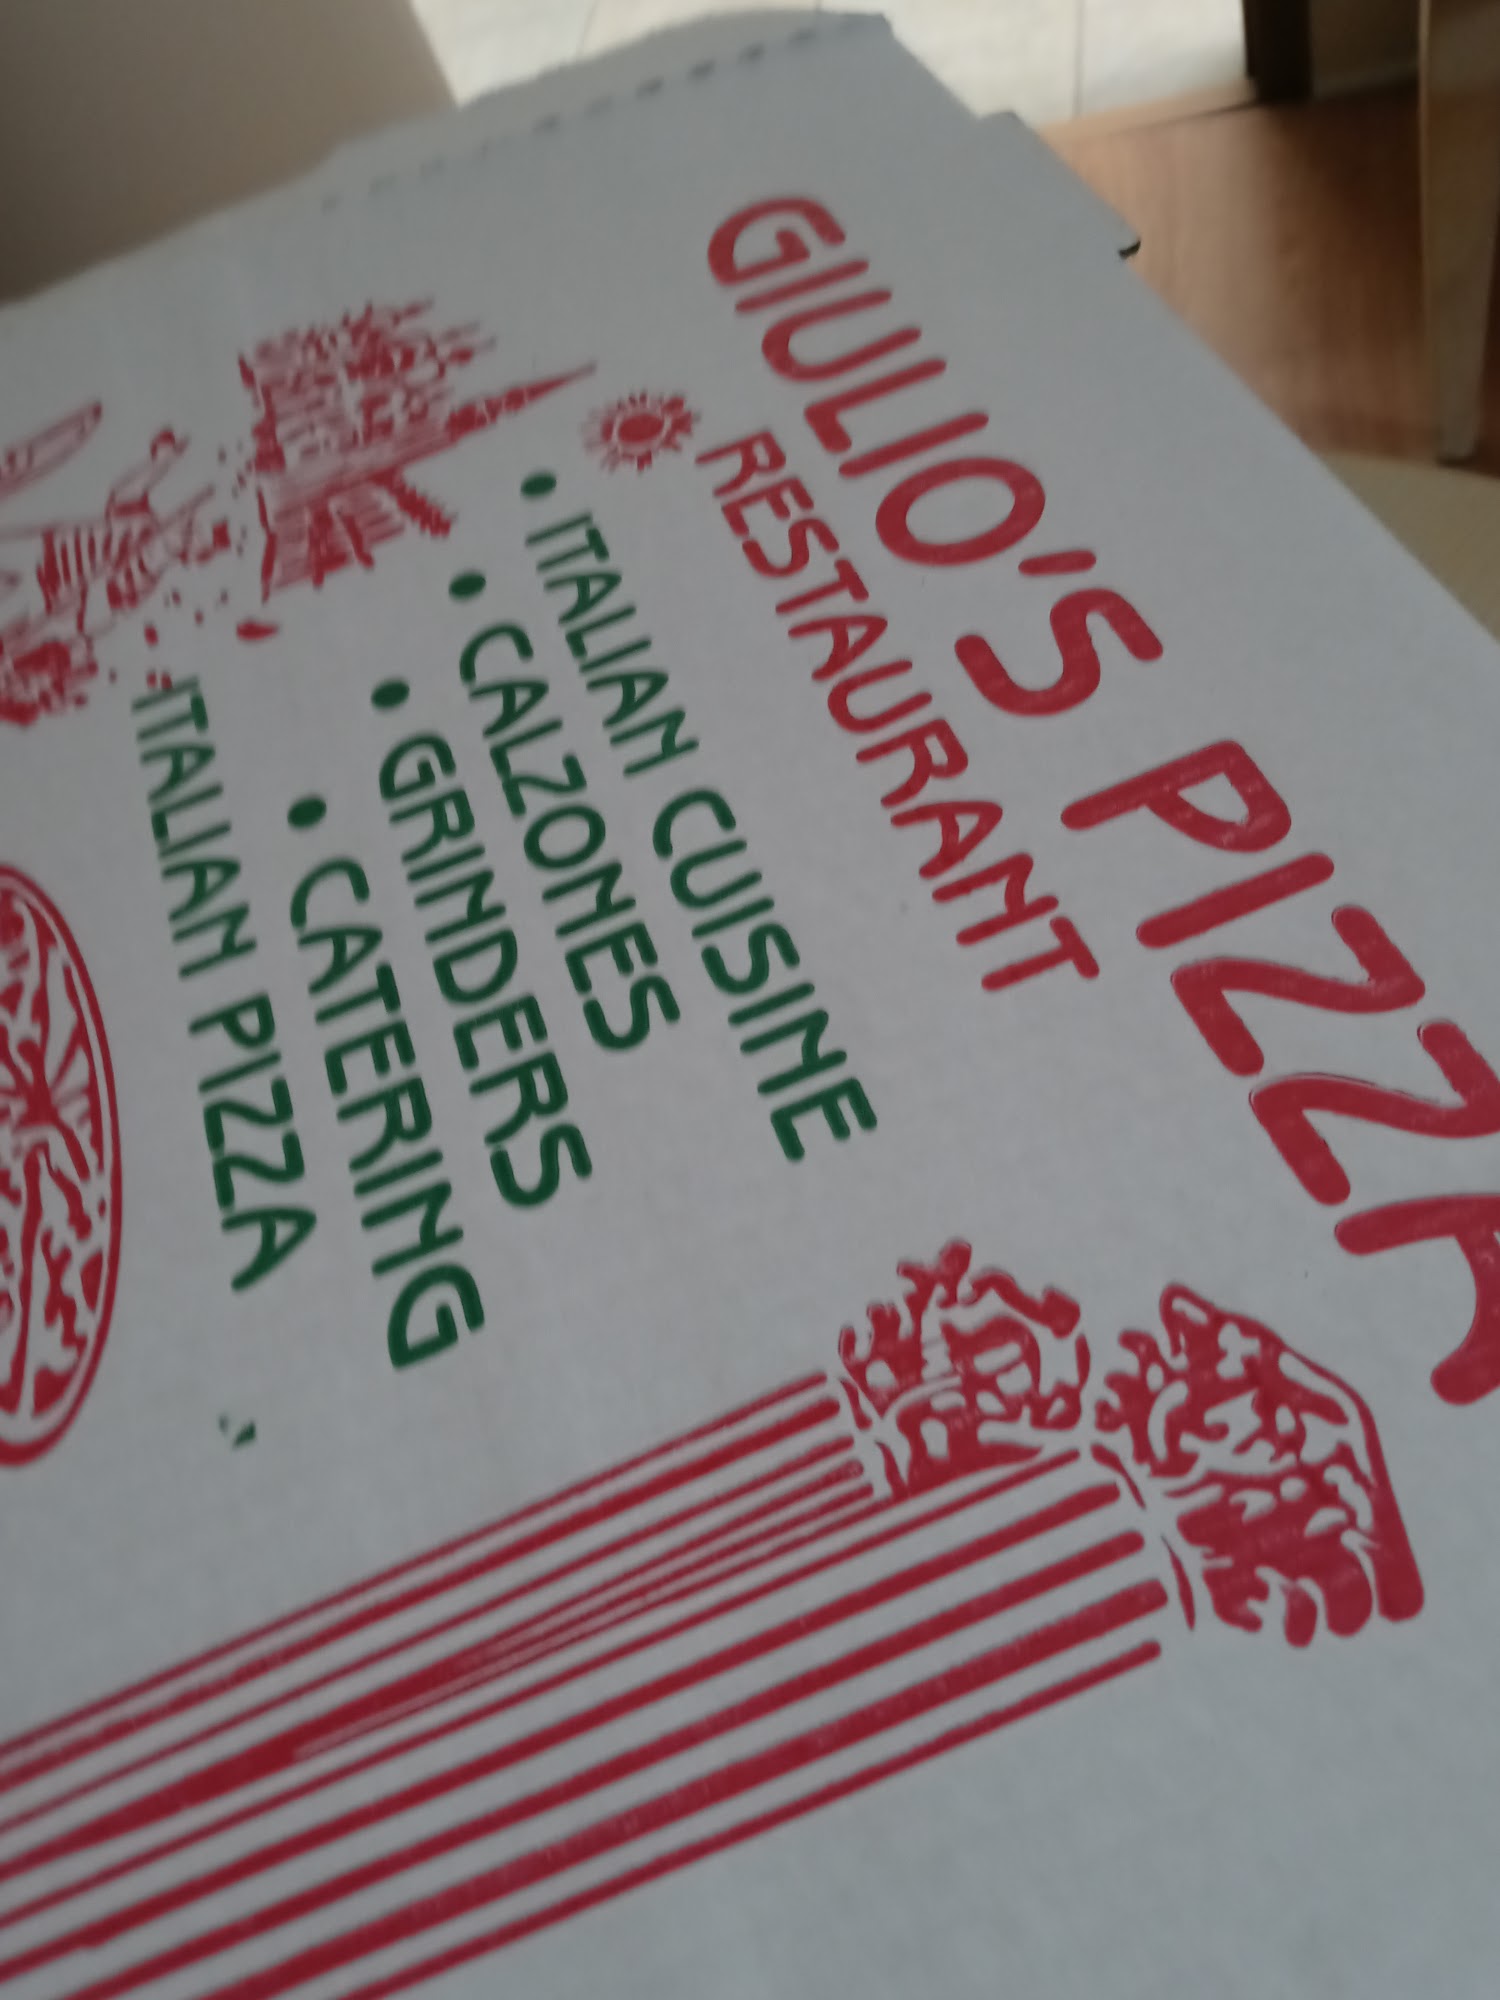 GIULIO'S PIZZA
RESTAURANT
• ITALIAN CUISINE
• CALZONES
• GRINDERS
• CATERING
ITALIAN PIZZA